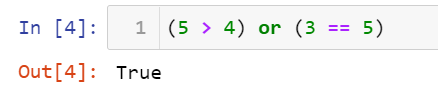 In [4]: 1 (5 > 4) or (3 == 5)
Out[4]: True